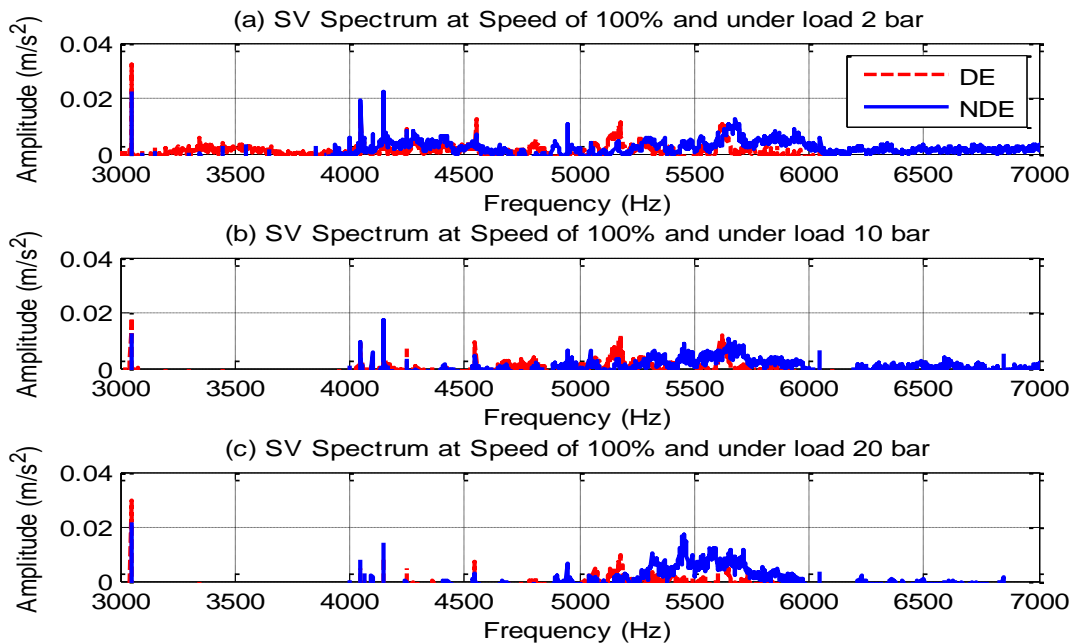 (a) SV Spectrum at Speed of 100% and under load 2 bar
Amplitude (m/s²)
0.04
0.02
0
DE
NDE
3000 3500 4000 4500 5000 5500 6000 6500 7000
Frequency (Hz)
(b) SV Spectrum at Speed of 100% and under load 10 bar
Amplitude (m/s²)
0.04
0.02
0
3000 3500 4000 4500 5000 5500 6000 6500 7000
Frequency (Hz)
(c) SV Spectrum at Speed of 100% and under load 20 bar
Amplitude (m/s²)
0.04
0.02
0
3000 3500 4000 4500 5000 5500 6000 6500 7000
Frequency (Hz)